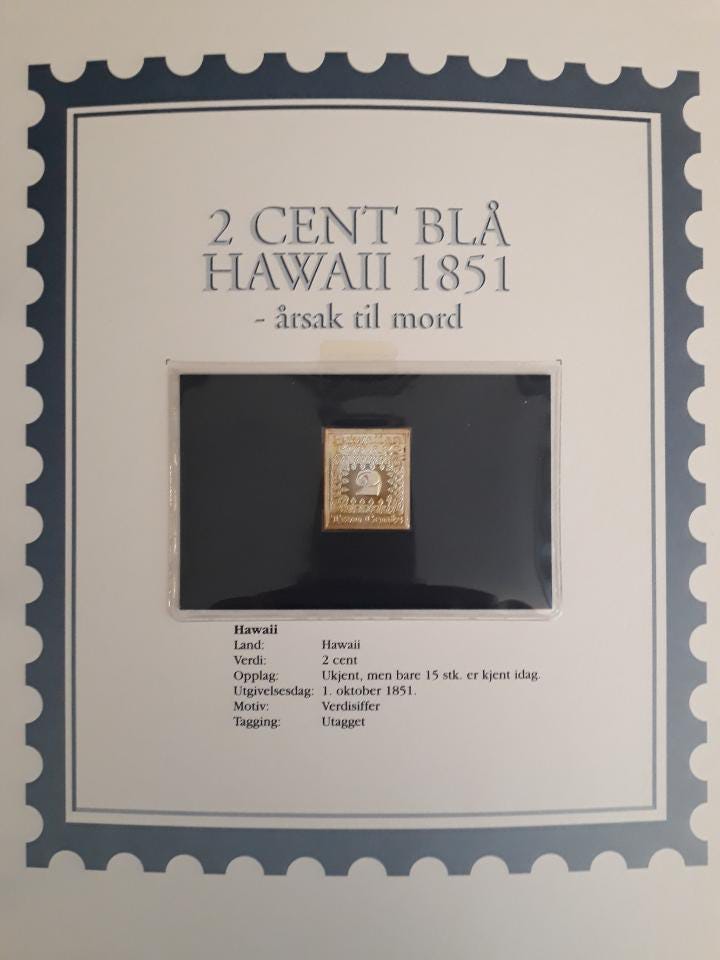 2 CENT BLÅ
HAWAII 1851
- årsak til mord
2
Hawaii
Land: Hawaii
Verdi: 2 cent
Opplag: Ukjent, men bare 15 stk. er kjent idag.
Utgivelsesdag: 1. oktober 1851.
Motiv: Verdisiffer
Tagging: Utagget